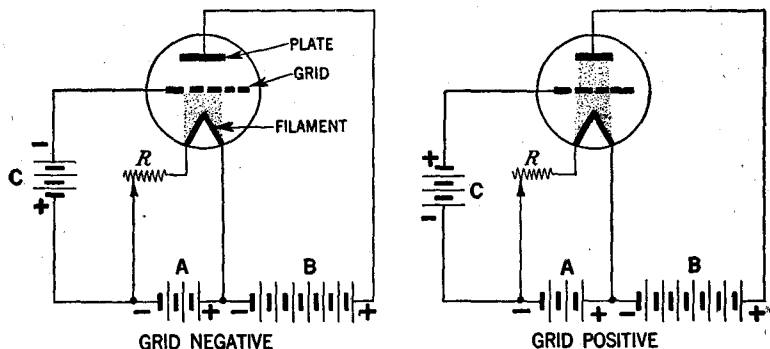 PLATE
GRID
FILAMENT
R
C
-
+
A
B
- + - +
GRID NEGATIVE
R
C
+
-
A
B
- + - +
GRID POSITIVE